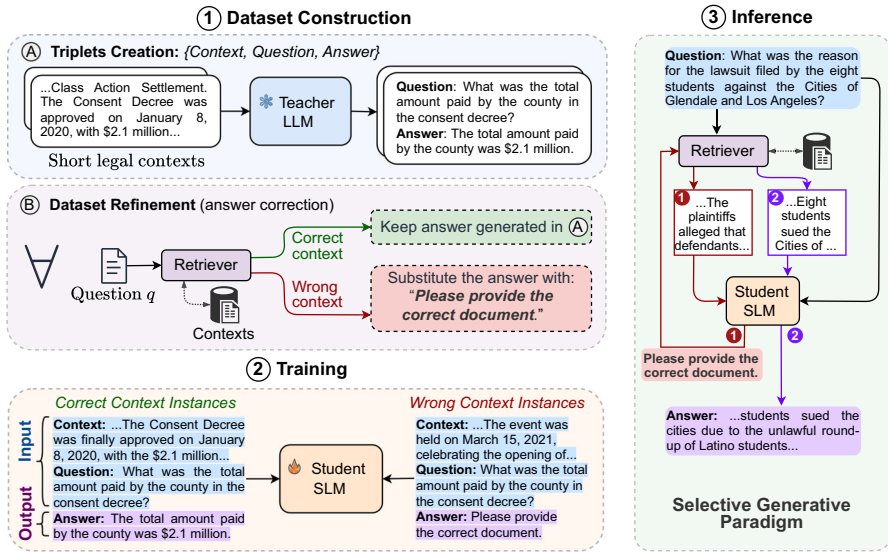 1 Dataset Construction
A Triplets Creation: {Context, Question, Answer}
...Class Action Settlement.
The Consent Decree was
approved on January 8,
2020, with $2.1 million...
Short legal contexts
Teacher
LLM
Question: What was the total
amount paid by the county in
the consent decree?
Answer: The total amount paid
by the county was $2.1 million.
B Dataset Refinement (answer correction)
∀
Question q
Retriever
Contexts
Correct
context
Wrong
context
Keep answer generated in A
Substitute the answer with:
"Please provide the
correct document."
2 Training
Correct Context Instances
Wrong Context Instances
Input
Output
Context: ...The Consent Decree
was finally approved on January
8, 2020, with the $2.1 million...
Question: What was the total
amount paid by the county in the
consent decree?
Answer: The total amount paid
by the county was $2.1 million.
Student
SLM
Context: ...The event was
held on March 15, 2021,
celebrating the opening of...
Question: What was the total
amount paid by the county in
the consent decree?
Answer: Please provide
the correct document.
3 Inference
Question: What was the reason
for the lawsuit filed by the eight
students against the Cities of
Glendale and Los Angeles?
Retriever
1
...The
plaintiffs
alleged that
defendants...
2
...Eight
students
sued the
Cities of ...
Student
SLM
1
2
Please provide the
correct document.
Answer: ...students sued the
cities due to the unlawful round-
up of Latino students...
Selective Generative
Paradigm